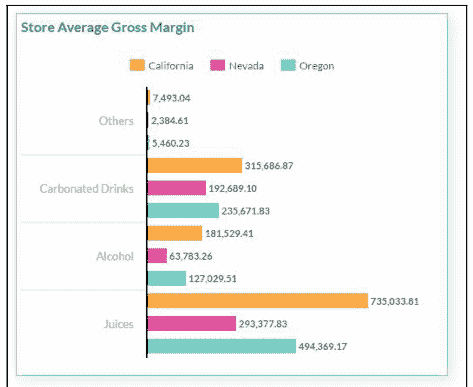 Store Average Gross Margin
California Nevada Oregon
7,493.04
Others 2,384.61
5,460.23
315,686.87
Carbonated Drinks 192,689.10
235,671.83
181,529.41
Alcohol 63,783.26
127,029.51
735,033.81
Juices 293,377.83
494,369.17